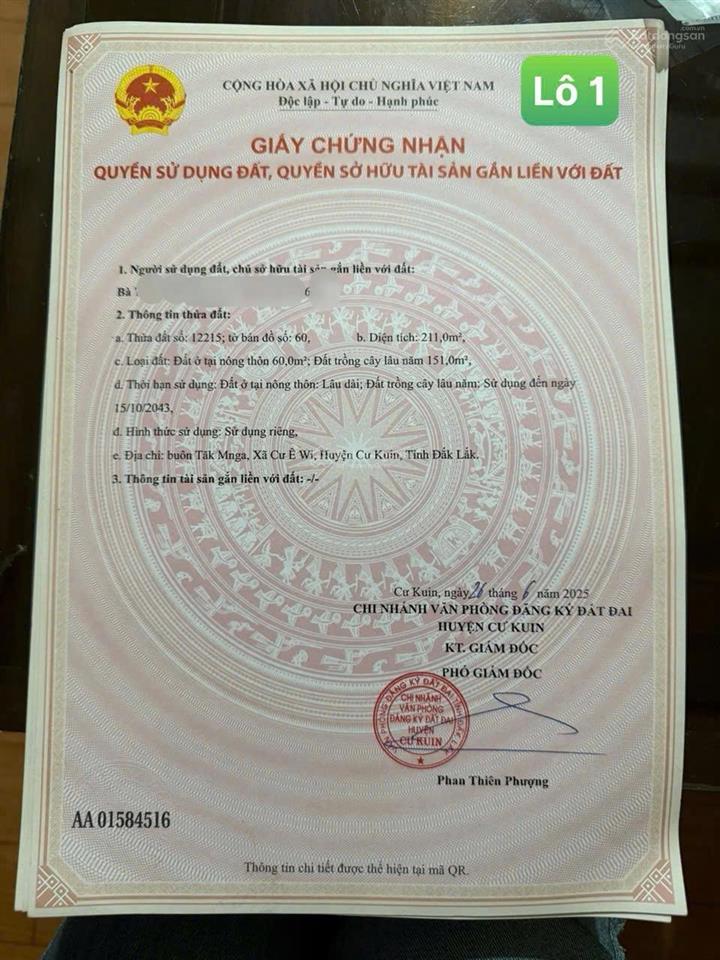 CỘNG HÒA XÃ HỘI CHỦ NGHĨA VIỆT NAM
Độc lập - Tự do - Hạnh phúc
Lô 1
GIẤY CHỨNG NHẬN
QUYỀN SỬ DỤNG ĐẤT, QUYỀN SỞ HỮU TÀI SẢN GẮN LIỀN VỚI ĐẤT
1. Người sử dụng đất, chủ sở hữu tài sản gắn liền với đất:
Bà 6
2. Thông tin thửa đất:
a. Thửa đất số: 12215; tờ bản đồ số: 60, b. Diện tích: 211,0m²,
c. Loại đất: Đất ở tại nông thôn 60,0m²; Đất trồng cây lâu năm 151,0m²,
d. Thời hạn sử dụng: Đất ở tại nông thôn: Lâu dài; Đất trồng cây lâu năm: Sử dụng đến ngày
15/10/2043,
đ. Hình thức sử dụng: Sử dụng riêng,
e. Địa chỉ: buôn Tăk Mnga, Xã Cư Ê Wi, Huyện Cư Kuin, Tỉnh Đắk Lắk.
3. Thông tin tài sản gắn liền với đất: -/-
Cư Kuin, ngày 26 tháng 6 năm 2025
CHI NHÁNH VĂN PHÒNG ĐĂNG KÝ ĐẤT ĐAI
HUYỆN CƯ KUIN
KT. GIÁM ĐỐC
PHÓ GIÁM ĐỐC
VĂN PHÒNG ĐĂNG KÝ ĐẤT ĐAI
CHI NHÁNH
VĂN PHÒNG
ĐĂNG KÝ ĐẤT ĐAI
HUYỆN
CƯ KUIN
Phan Thiên Phượng
AA 01584516
Thông tin chi tiết được thể hiện tại mã QR.